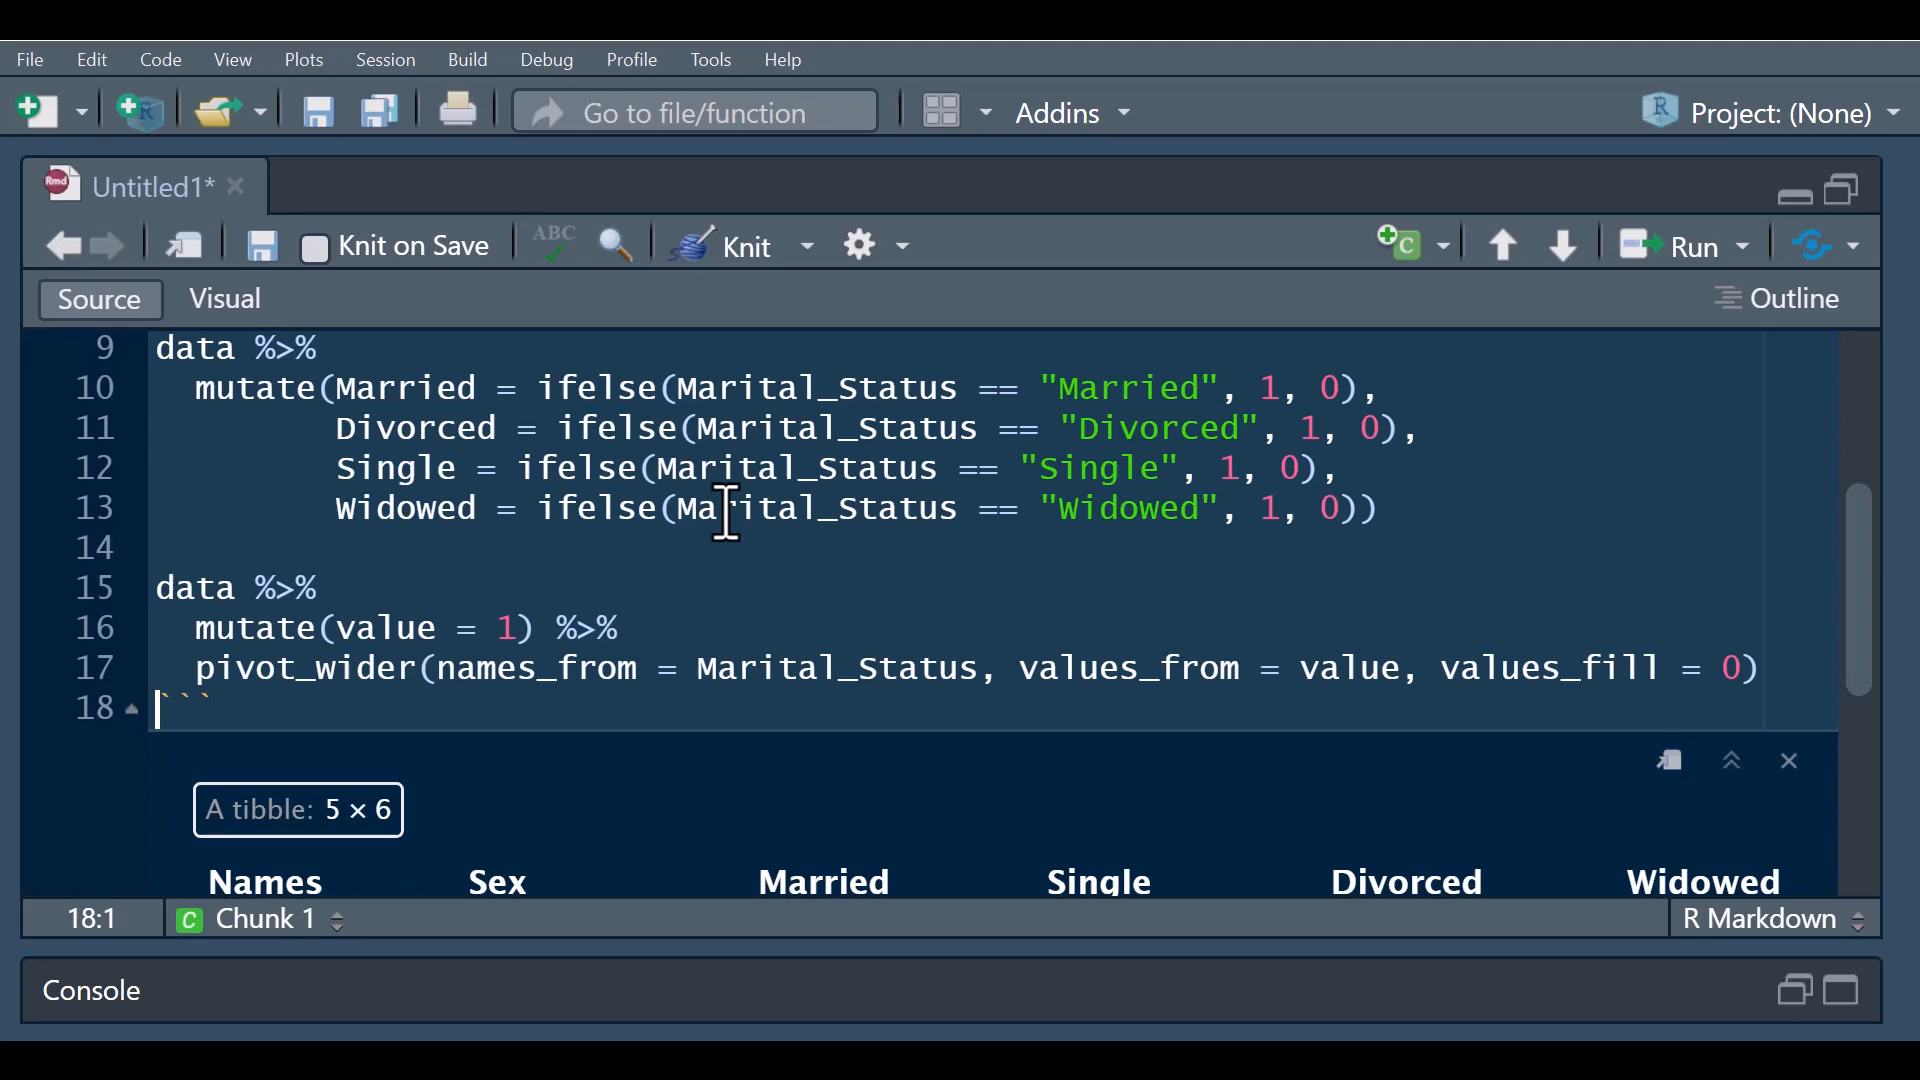 File Edit Code View Plots Session Build Debug Profile Tools Help
Go to file/function Addins Project: (None)
Untitled1*
Knit on Save ABC Knit Run
Source Visual Outline
9 data %>%
10 mutate(Married = ifelse(Marital_Status == "Married", 1, 0),
11 Divorced = ifelse(Marital_Status == "Divorced", 1, 0),
12 Single = ifelse(Marital_Status == "Single", 1, 0),
13 Widowed = ifelse(Marital_Status == "Widowed", 1, 0))
14
15 data %>%
16 mutate(value = 1) %>%
17 pivot_wider(names_from = Marital_Status, values_from = value, values_fill = 0)
18 ```
A tibble: 5 × 6
Names Sex Married Single Divorced Widowed
18:1 C Chunk 1 R Markdown
Console